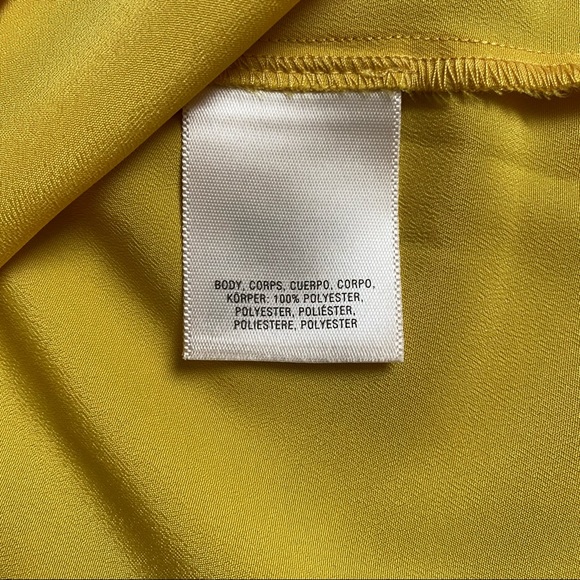 BODY, CORPS, CUERPO, CORPO,
KÖRPER: 100% POLYESTER,
POLYESTER, POLIÉSTER,
POLIESTERE, POLYESTER